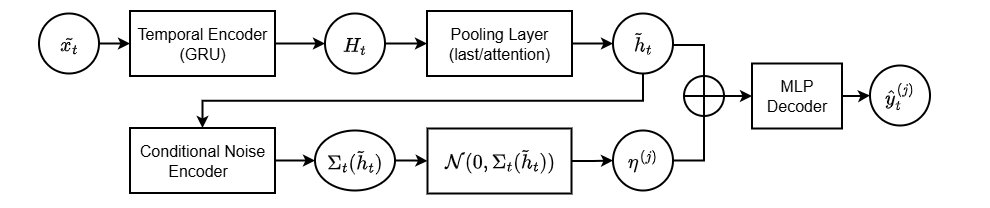 x̃_t
Temporal Encoder
(GRU)
H_t
Pooling Layer
(last/attention)
h̃_t
MLP
Decoder
ŷ_t^{(j)}
Conditional Noise
Encoder
Σ_t(h̃_t)
𝒩(0, Σ_t(h̃_t))
η^{(j)}